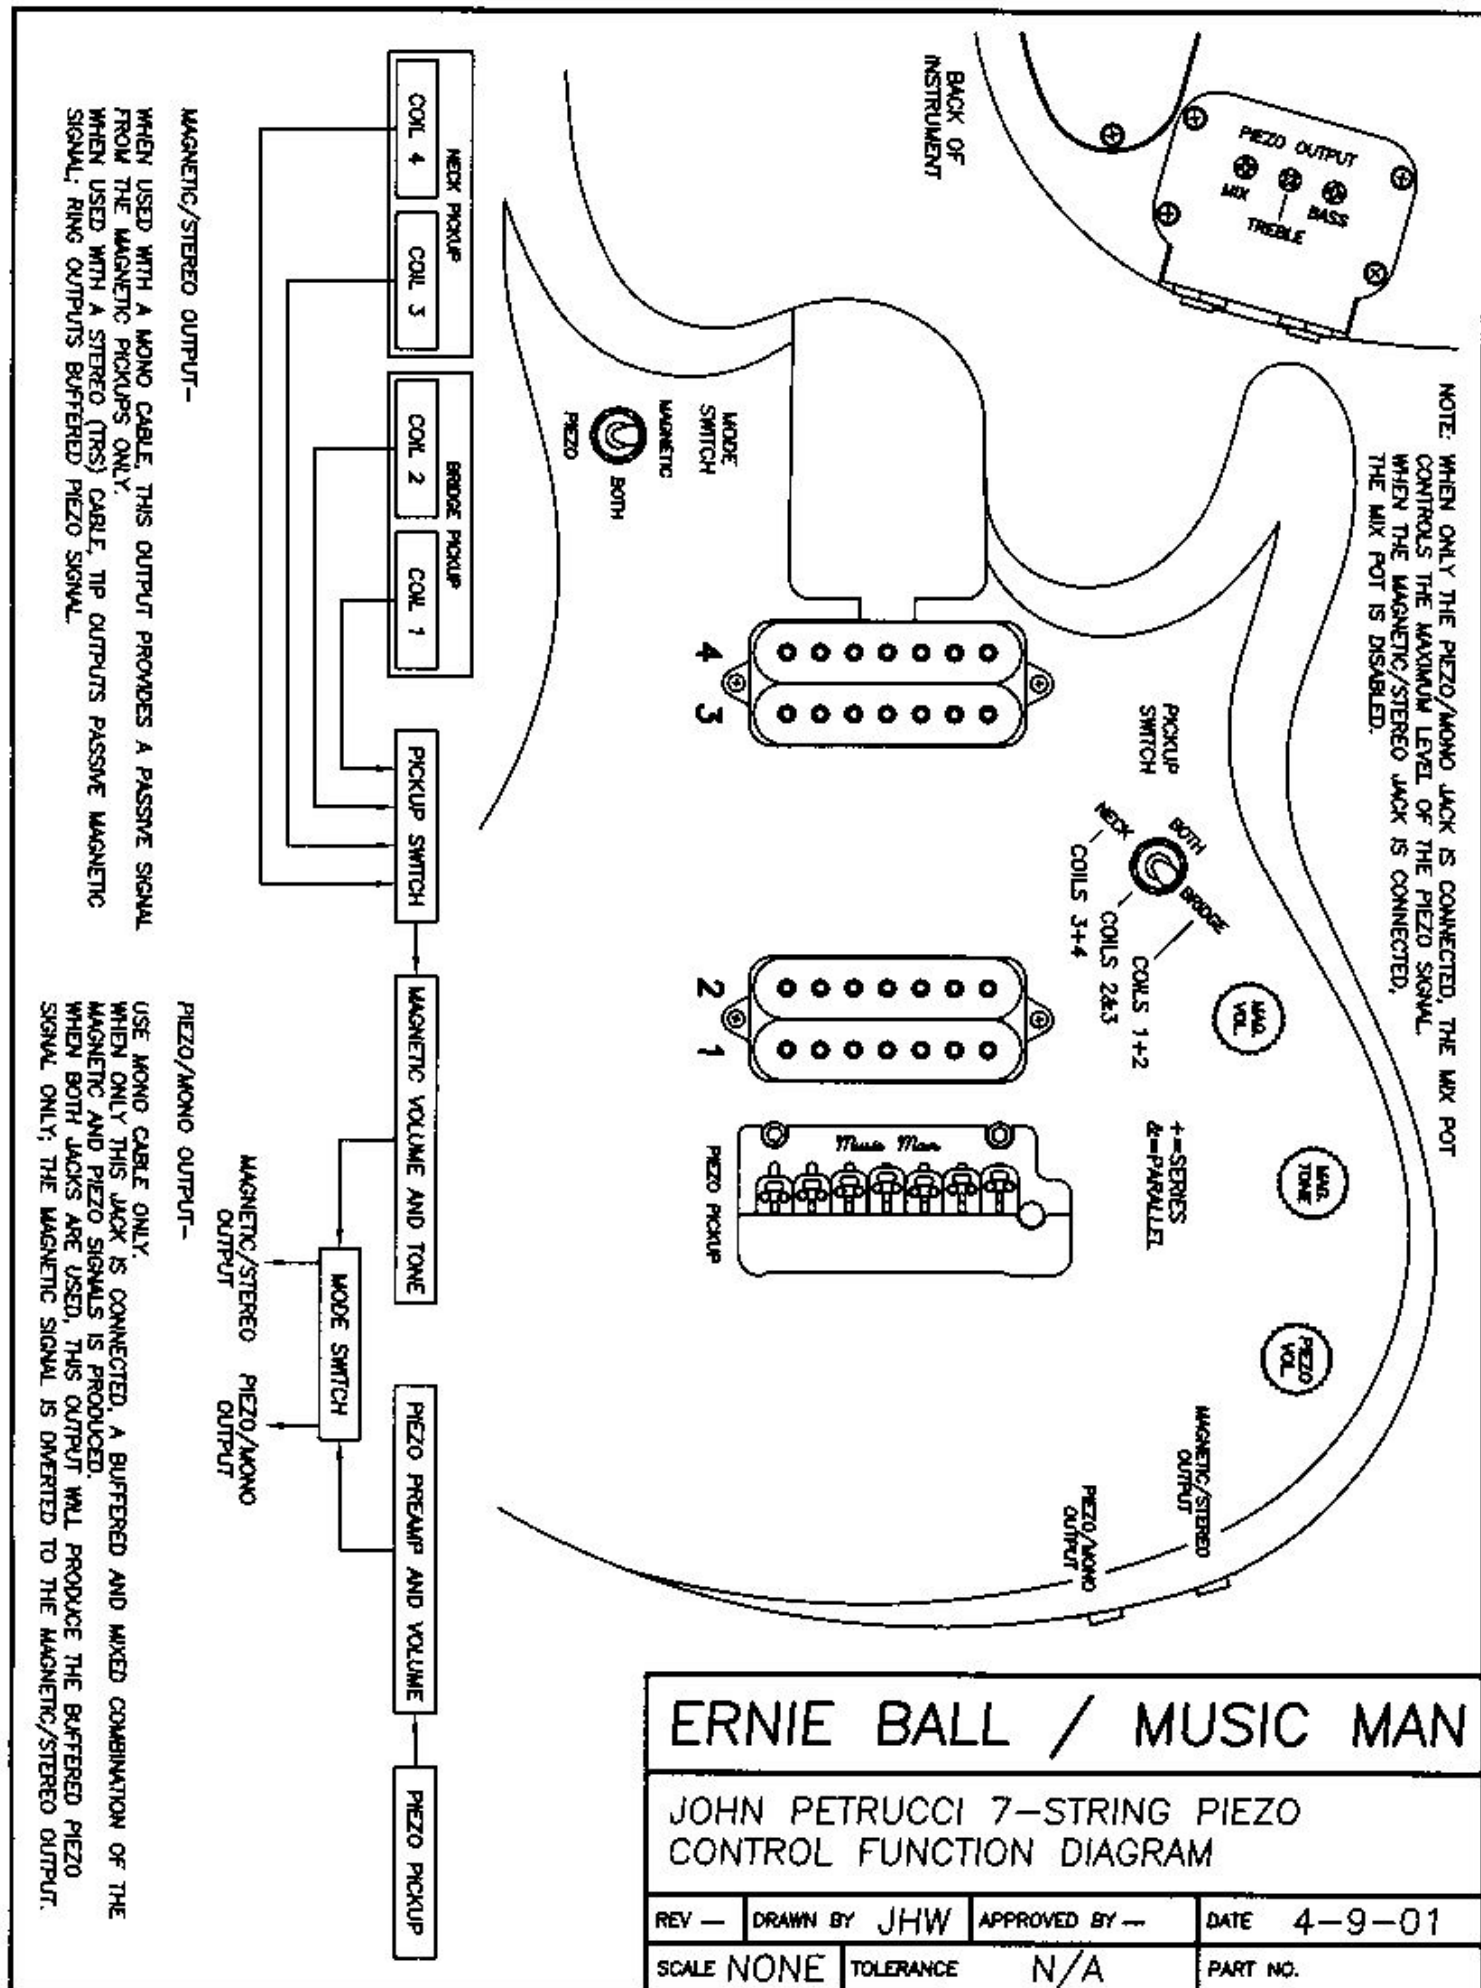 NOTE: WHEN ONLY THE PIEZO/MONO JACK IS CONNECTED, THE MIX POT
CONTROLS THE MAXIMUM LEVEL OF THE PIEZO SIGNAL.
WHEN THE MAGNETIC/STEREO JACK IS CONNECTED,
THE MIX POT IS DISABLED.
PIEZO OUTPUT
MIX
TREBLE
BASS
BACK OF
INSTRUMENT
MODE
SWITCH
MAGNETIC
BOTH
PIEZO
PICKUP
SWITCH
NECK
BOTH
BRIDGE
COILS 3+4
COILS 2&3
COILS 1+2
MAG.
VOL.
MAG.
TONE
PIEZO
VOL.
+=SERIES
&=PARALLEL
4
3
2
1
Music Man
PIEZO PICKUP
MAGNETIC/STEREO
OUTPUT
PIEZO/MONO
OUTPUT
NECK PICKUP
COIL 4
COIL 3
BRIDGE PICKUP
COIL 2
COIL 1
PICKUP SWITCH
MAGNETIC VOLUME AND TONE
PIEZO PREAMP AND VOLUME
PIEZO PICKUP
MODE SWITCH
MAGNETIC/STEREO
OUTPUT
PIEZO/MONO
OUTPUT
MAGNETIC/STEREO OUTPUT-
WHEN USED WITH A MONO CABLE, THIS OUTPUT PROVIDES A PASSIVE SIGNAL
FROM THE MAGNETIC PICKUPS ONLY.
WHEN USED WITH A STEREO (TRS) CABLE, TIP OUTPUTS PASSIVE MAGNETIC
SIGNAL; RING OUTPUTS BUFFERED PIEZO SIGNAL.
PIEZO/MONO OUTPUT-
USE MONO CABLE ONLY.
WHEN ONLY THIS JACK IS CONNECTED, A BUFFERED AND MIXED COMBINATION OF THE
MAGNETIC AND PIEZO SIGNALS IS PRODUCED.
WHEN BOTH JACKS ARE USED, THIS OUTPUT WILL PRODUCE THE BUFFERED PIEZO
SIGNAL ONLY; THE MAGNETIC SIGNAL IS DIVERTED TO THE MAGNETIC/STEREO OUTPUT.
ERNIE BALL / MUSIC MAN
JOHN PETRUCCI 7-STRING PIEZO
CONTROL FUNCTION DIAGRAM
REV — DRAWN BY JHW APPROVED BY — DATE 4-9-01
SCALE NONE TOLERANCE N/A PART NO.